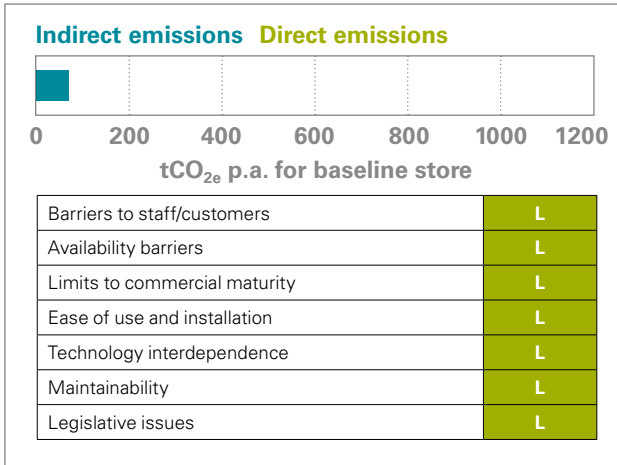 Indirect emissions Direct emissions
0 200 400 600 800 1000 1200
tCO2e p.a. for baseline store
Barriers to staff/customers L
Availability barriers L
Limits to commercial maturity L
Ease of use and installation L
Technology interdependence L
Maintainability L
Legislative issues L